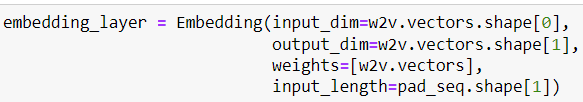 embedding_layer = Embedding(input_dim=w2v.vectors.shape[0],
output_dim=w2v.vectors.shape[1],
weights=[w2v.vectors],
input_length=pad_seq.shape[1])